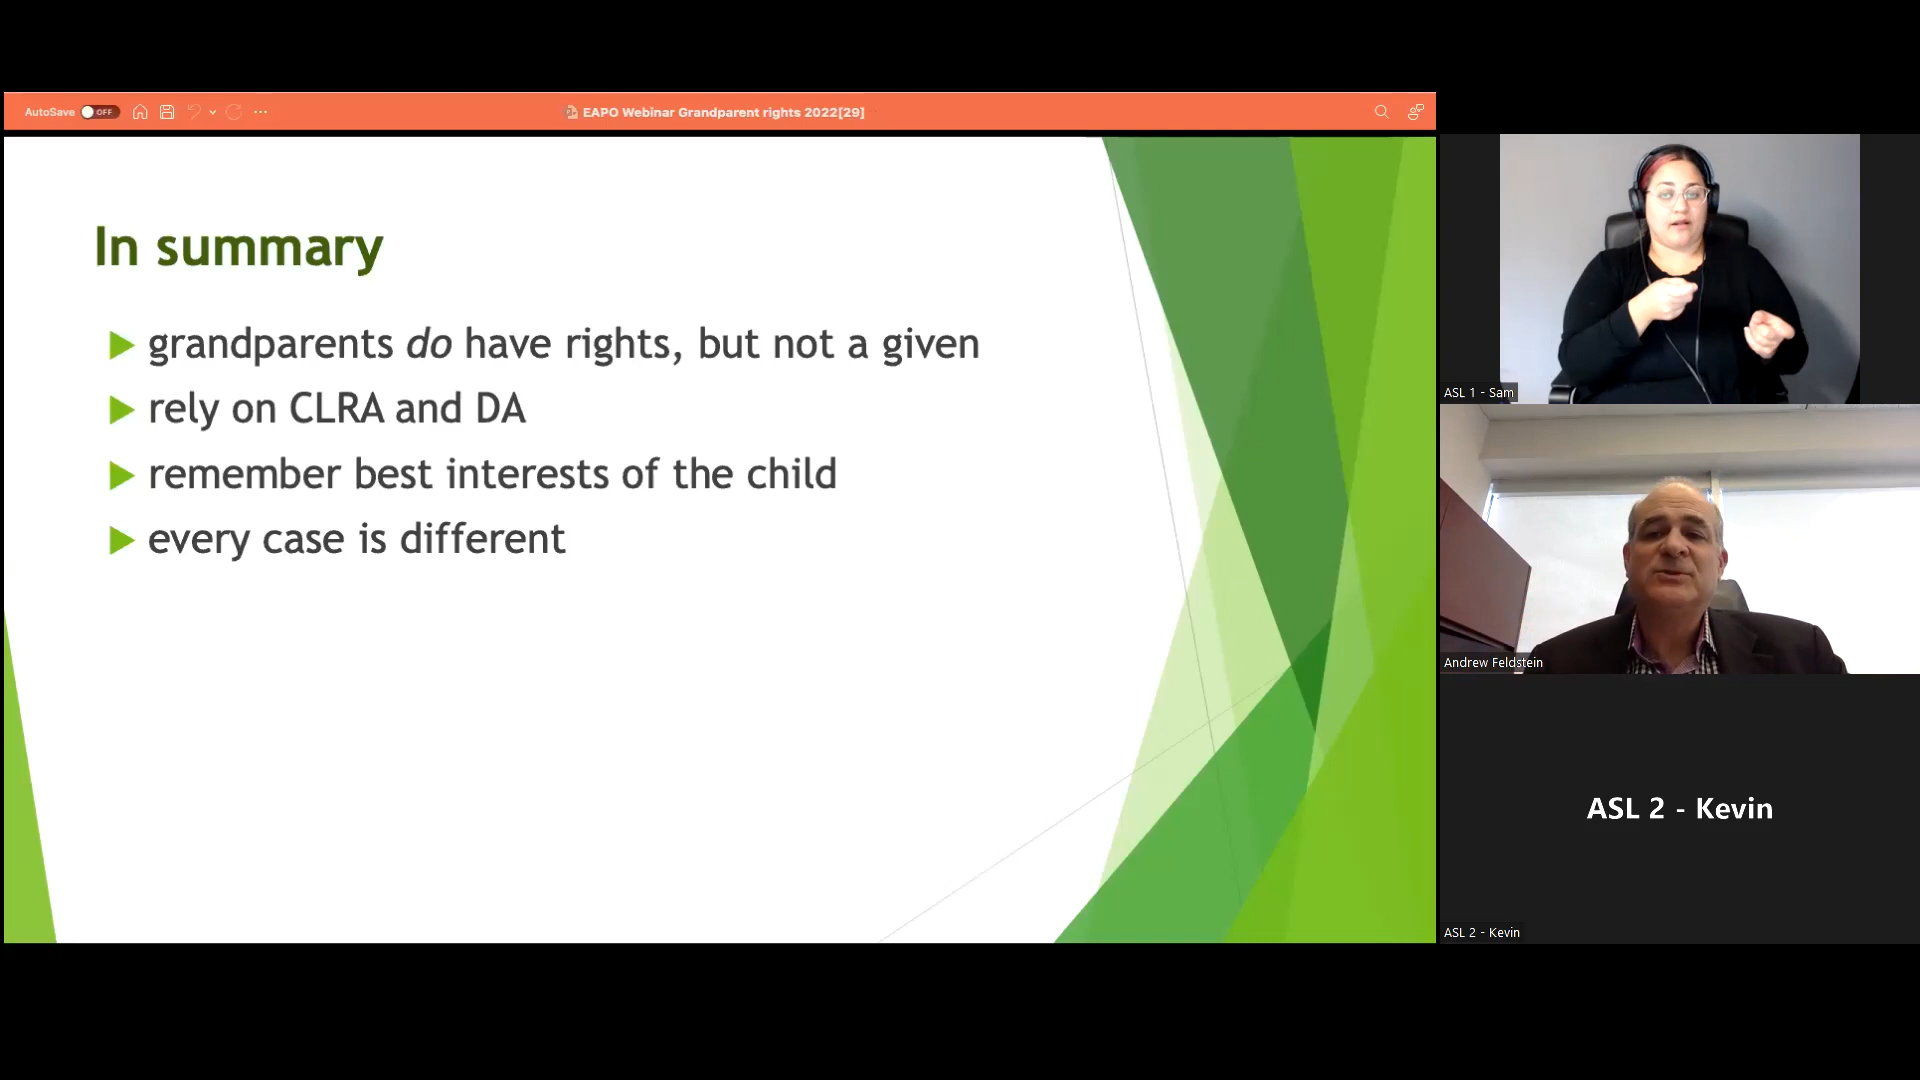 AutoSave OFF
EAPO Webinar Grandparent rights 2022[29]
In summary
grandparents do have rights, but not a given
rely on CLRA and DA
remember best interests of the child
every case is different
ASL 1 - Sam
Andrew Feldstein
ASL 2 - Kevin
ASL 2 - Kevin